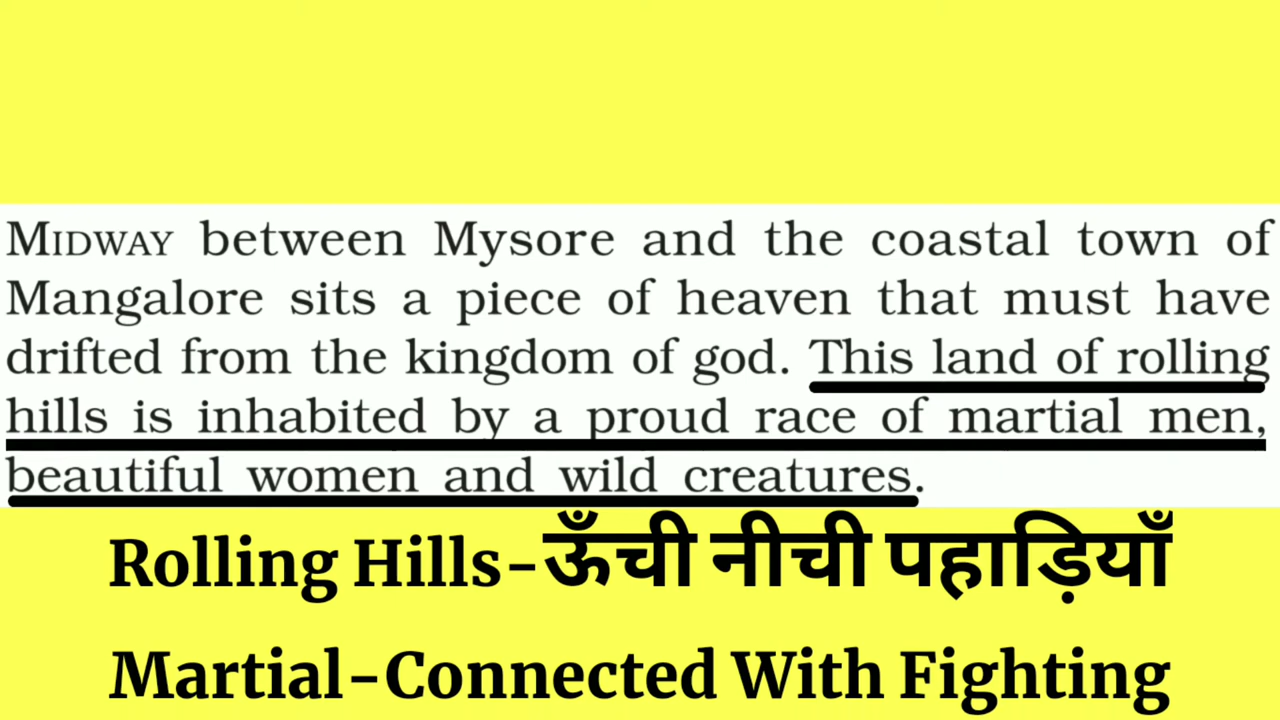 MIDWAY between Mysore and the coastal town of
Mangalore sits a piece of heaven that must have
drifted from the kingdom of god. This land of rolling
hills is inhabited by a proud race of martial men,
beautiful women and wild creatures.
Rolling Hills-ऊँची नीची पहाड़ियाँ
Martial-Connected With Fighting